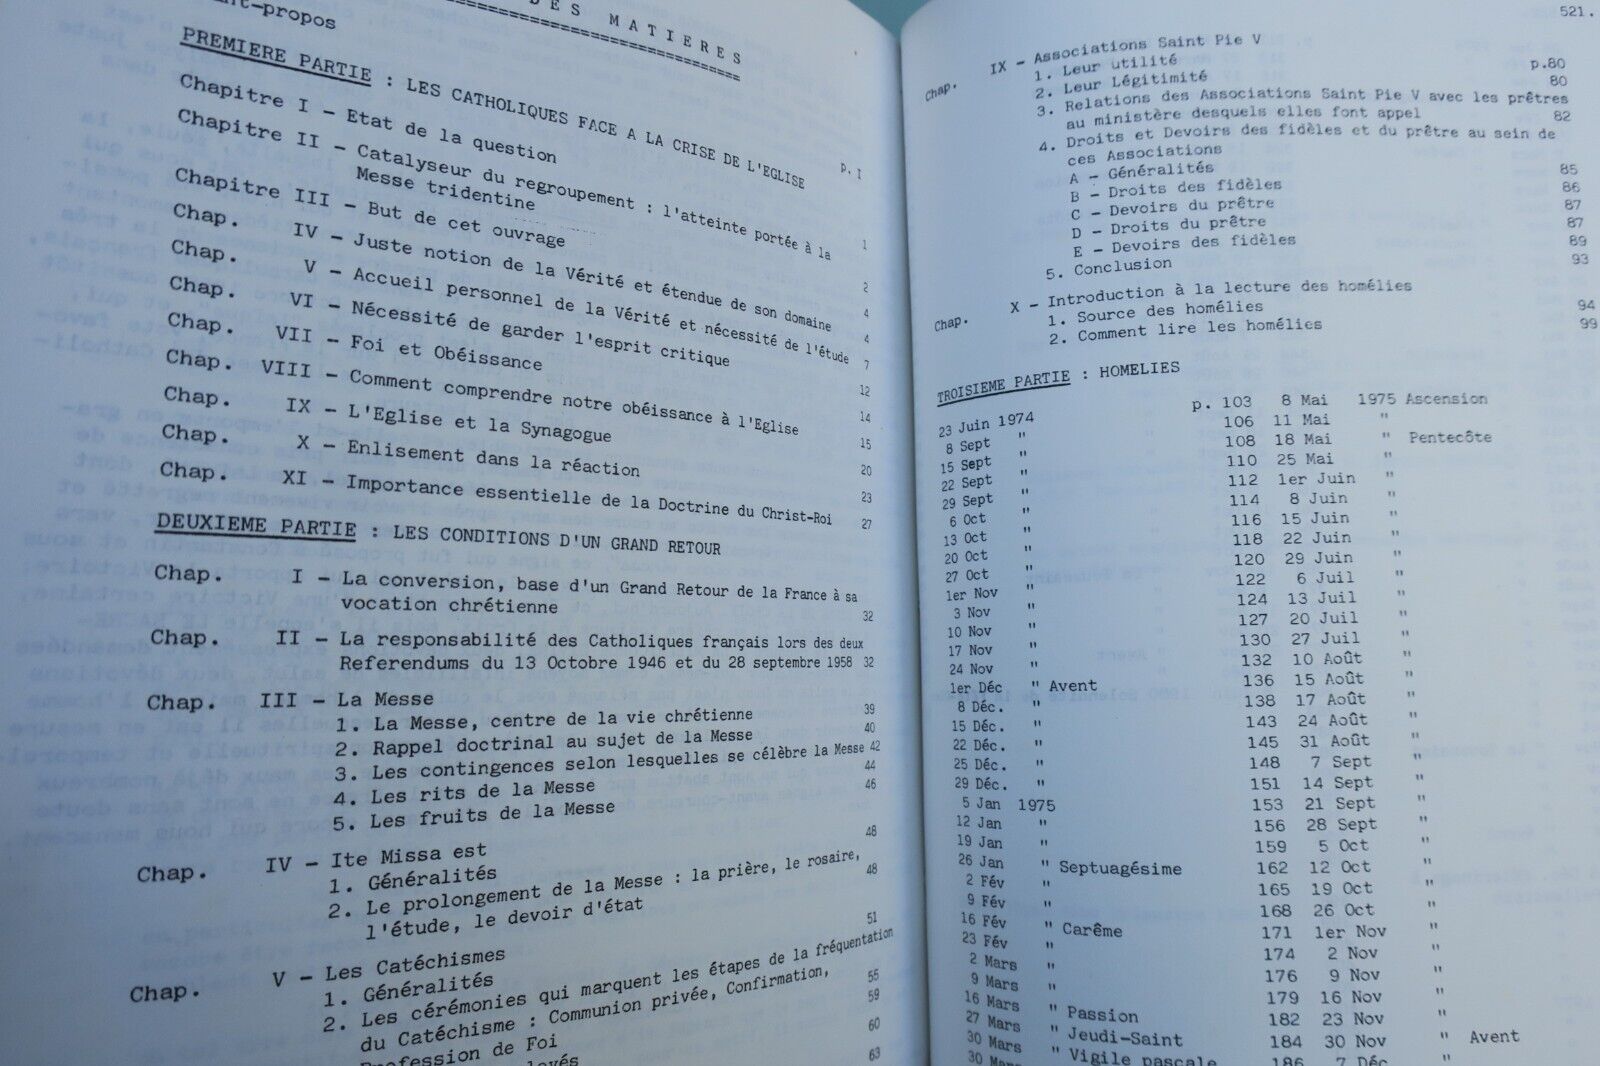 nt-propos
DES MATIERES
PREMIERE PARTIE : LES CATHOLIQUES FACE A LA CRISE DE L'EGLISE
p. I
Chapitre I - Etat de la question
1
Chapitre II - Catalyseur du regroupement : l'atteinte portée à la
Messe tridentine
2
Chapitre III - But de cet ouvrage
4
Chap. IV - Juste notion de la Vérité et étendue de son domaine
4
Chap. V - Accueil personnel de la Vérité et nécessité de l'étude
7
Chap. VI - Nécessité de garder l'esprit critique
12
Chap. VII - Foi et Obéissance
14
Chap. VIII - Comment comprendre notre obéissance à l'Eglise
15
Chap. IX - L'Eglise et la Synagogue
20
Chap. X - Enlisement dans la réaction
23
Chap. XI - Importance essentielle de la Doctrine du Christ-Roi
27
DEUXIEME PARTIE : LES CONDITIONS D'UN GRAND RETOUR
Chap. I - La conversion, base d'un Grand Retour de la France à sa
vocation chrétienne 32
Chap. II - La responsabilité des Catholiques français lors des deux
Referendums du 13 Octobre 1946 et du 28 septembre 1958 32
Chap. III - La Messe
1. La Messe, centre de la vie chrétienne 39
2. Rappel doctrinal au sujet de la Messe 40
3. Les contingences selon lesquelles se célèbre la Messe 42
4. Les rits de la Messe 44
5. Les fruits de la Messe 46
Chap. IV - Ite Missa est
1. Généralités 48
2. Le prolongement de la Messe : la prière, le rosaire,
l'étude, le devoir d'état 48
Chap. V - Les Catéchismes
1. Généralités 51
2. Les cérémonies qui marquent les étapes de la fréquentation
du Catéchisme : Communion privée, Confirmation,
Profession de Foi 55
59
60
63
521.
Chap. IX - Associations Saint Pie V
1. Leur utilité p.80
2. Leur Légitimité 80
3. Relations des Associations Saint Pie V avec les prêtres
au ministère desquels elles font appel 82
4. Droits et Devoirs des fidèles et du prêtre au sein de
ces Associations
A - Généralités 85
B - Droits des fidèles 86
C - Devoirs du prêtre 87
D - Droits du prêtre 87
E - Devoirs des fidèles 89
5. Conclusion 93
Chap. X - Introduction à la lecture des homélies
1. Source des homélies 94
2. Comment lire les homélies 99
TROISIEME PARTIE : HOMELIES
23 Juin 1974 p. 103 8 Mai 1975 Ascension
8 Sept " 106 11 Mai "
15 Sept " 108 18 Mai " Pentecôte
22 Sept " 110 25 Mai "
29 Sept " 112 1er Juin "
6 Oct " 114 8 Juin "
13 Oct " 116 15 Juin "
20 Oct " 118 22 Juin "
27 Oct " 120 29 Juin "
1er Nov " 122 6 Juil "
3 Nov " 124 13 Juil "
10 Nov " 127 20 Juil "
17 Nov " 130 27 Juil "
24 Nov " 132 10 Août "
1er Déc " Avent 136 15 Août "
8 Déc. " 138 17 Août "
15 Déc. " 143 24 Août "
22 Déc. " 145 31 Août "
25 Déc. " 148 7 Sept "
29 Déc. " 151 14 Sept "
5 Jan 1975 153 21 Sept "
12 Jan " 156 28 Sept "
19 Jan " 159 5 Oct "
26 Jan " Septuagésime 162 12 Oct "
2 Fév " 165 19 Oct "
9 Fév " 168 26 Oct "
16 Fév " Carême 171 1er Nov "
23 Fév " 174 2 Nov "
2 Mars " 176 9 Nov "
9 Mars " 179 16 Nov "
16 Mars " Passion 182 23 Nov "
27 Mars " Jeudi-Saint 184 30 Nov " Avent
30 Mars " Vigile pascale 186 7 Déc "
30 Mars